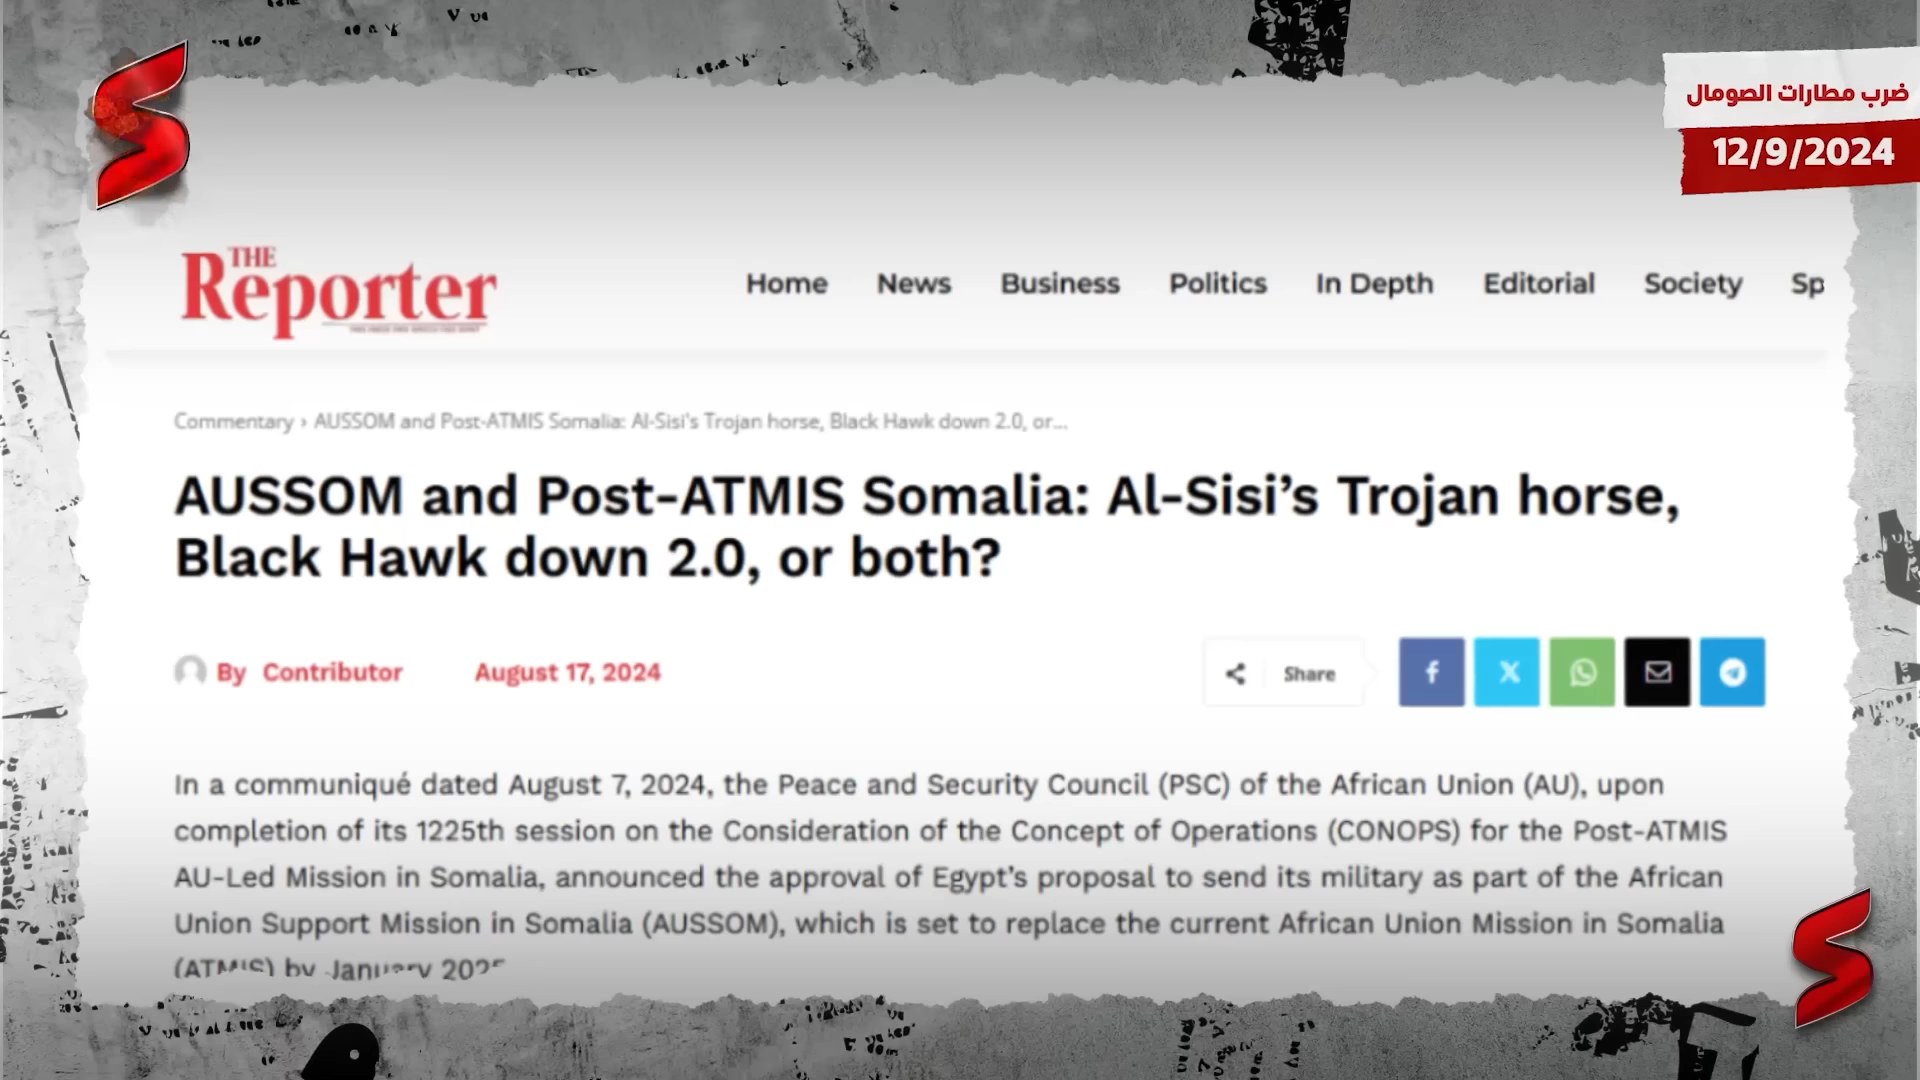 ضرب مطارات الصومال
12/9/2024
THE
Reporter
Home News Business Politics In Depth Editorial Society Sp
Commentary › AUSSOM and Post-ATMIS Somalia: Al-Sisi's Trojan horse, Black Hawk down 2.0, or...
AUSSOM and Post-ATMIS Somalia: Al-Sisi’s Trojan horse,
Black Hawk down 2.0, or both?
By Contributor August 17, 2024 Share
In a communiqué dated August 7, 2024, the Peace and Security Council (PSC) of the African Union (AU), upon
completion of its 1225th session on the Consideration of the Concept of Operations (CONOPS) for the Post-ATMIS
AU-Led Mission in Somalia, announced the approval of Egypt’s proposal to send its military as part of the African
Union Support Mission in Somalia (AUSSOM), which is set to replace the current African Union Mission in Somalia
(ATMIS) by January 2025